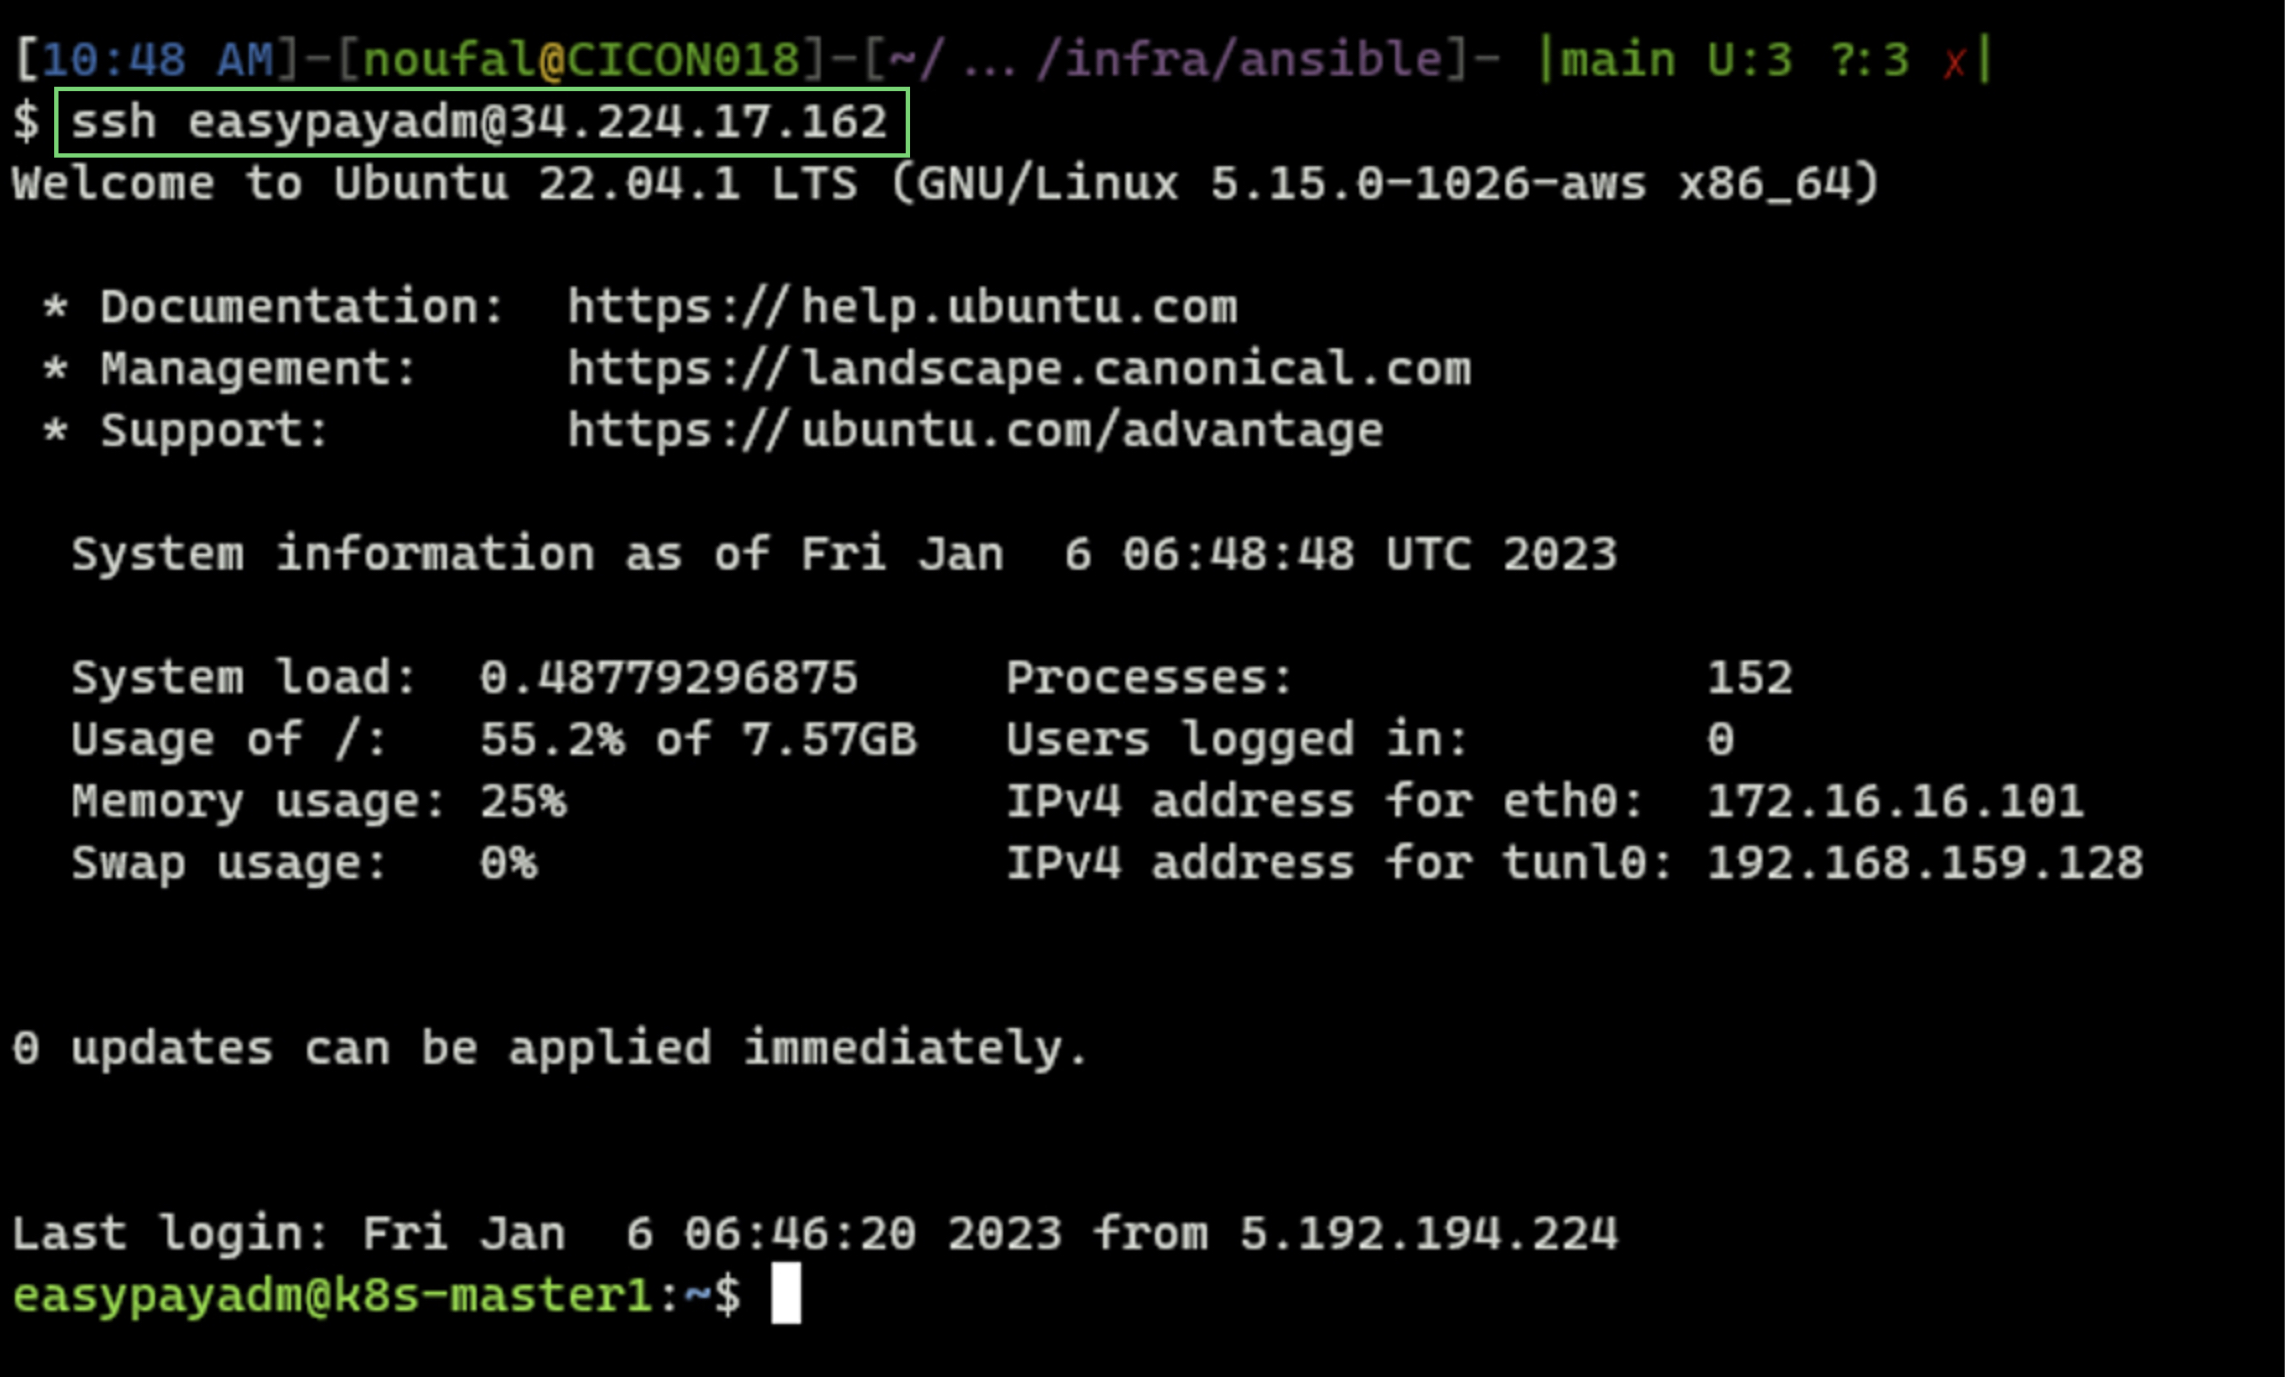 [10:48 AM]-[noufal@CICON018]-[~/ ... /infra/ansible]- |main U:3 ?:3 x|
$ ssh easypayadm@34.224.17.162
Welcome to Ubuntu 22.04.1 LTS (GNU/Linux 5.15.0-1026-aws x86_64)
* Documentation:  https://help.ubuntu.com
* Management:     https://landscape.canonical.com
* Support:        https://ubuntu.com/advantage
System information as of Fri Jan  6 06:48:48 UTC 2023
System load:  0.48779296875     Processes:              152
Usage of /:   55.2% of 7.57GB   Users logged in:        0
Memory usage: 25%               IPv4 address for eth0:  172.16.16.101
Swap usage:   0%                IPv4 address for tunl0: 192.168.159.128
0 updates can be applied immediately.
Last login: Fri Jan  6 06:46:20 2023 from 5.192.194.224
easypayadm@k8s-master1:~$